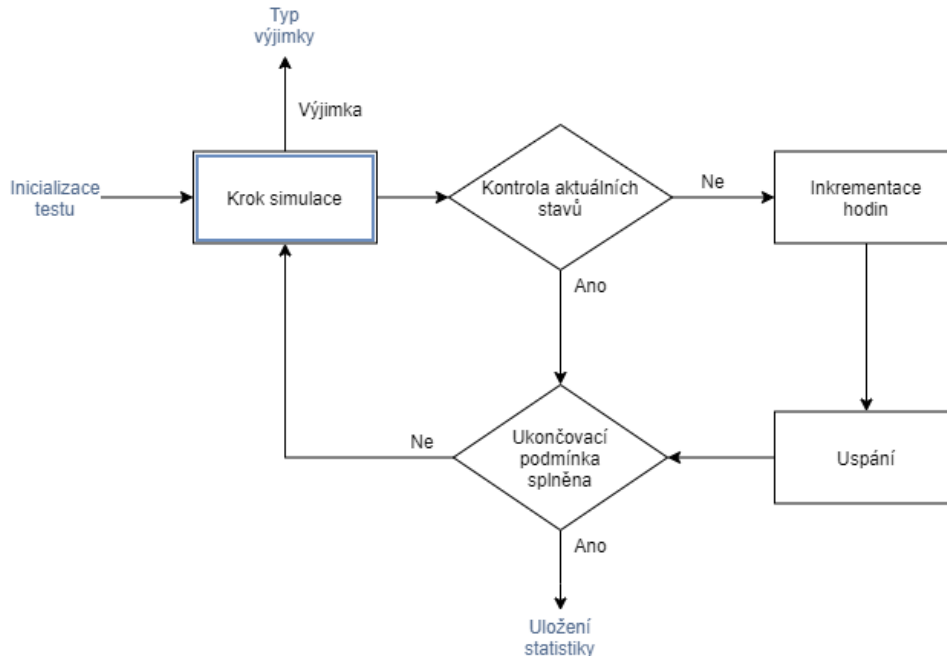 Typ
výjimky
Výjimka
Inicializace
testu
Krok simulace
Kontrola aktuálních
stavů
Ne
Inkrementace
hodin
Ano
Ne
Ukončovací
podmínka
splněna
Uspání
Ano
Uložení
statistiky